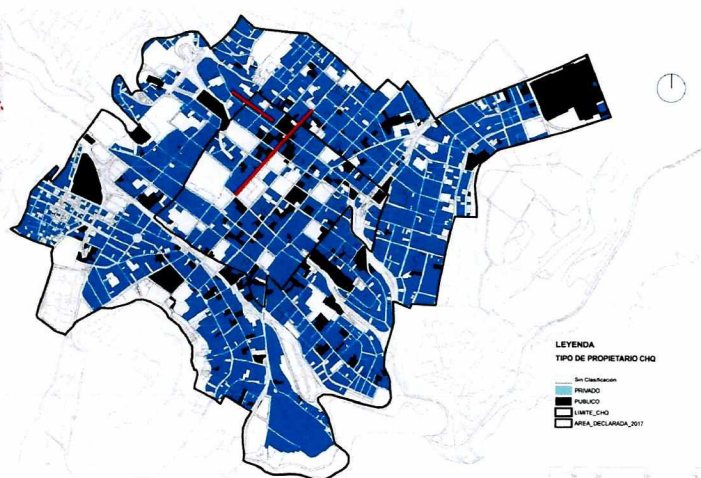 LEYENDA
TIPO DE PROPIETARIO CHQ
Sin Clasificación
PRIVADO
PUBLICO
LIMITE_CHQ
AREA_DECLARADA_2017